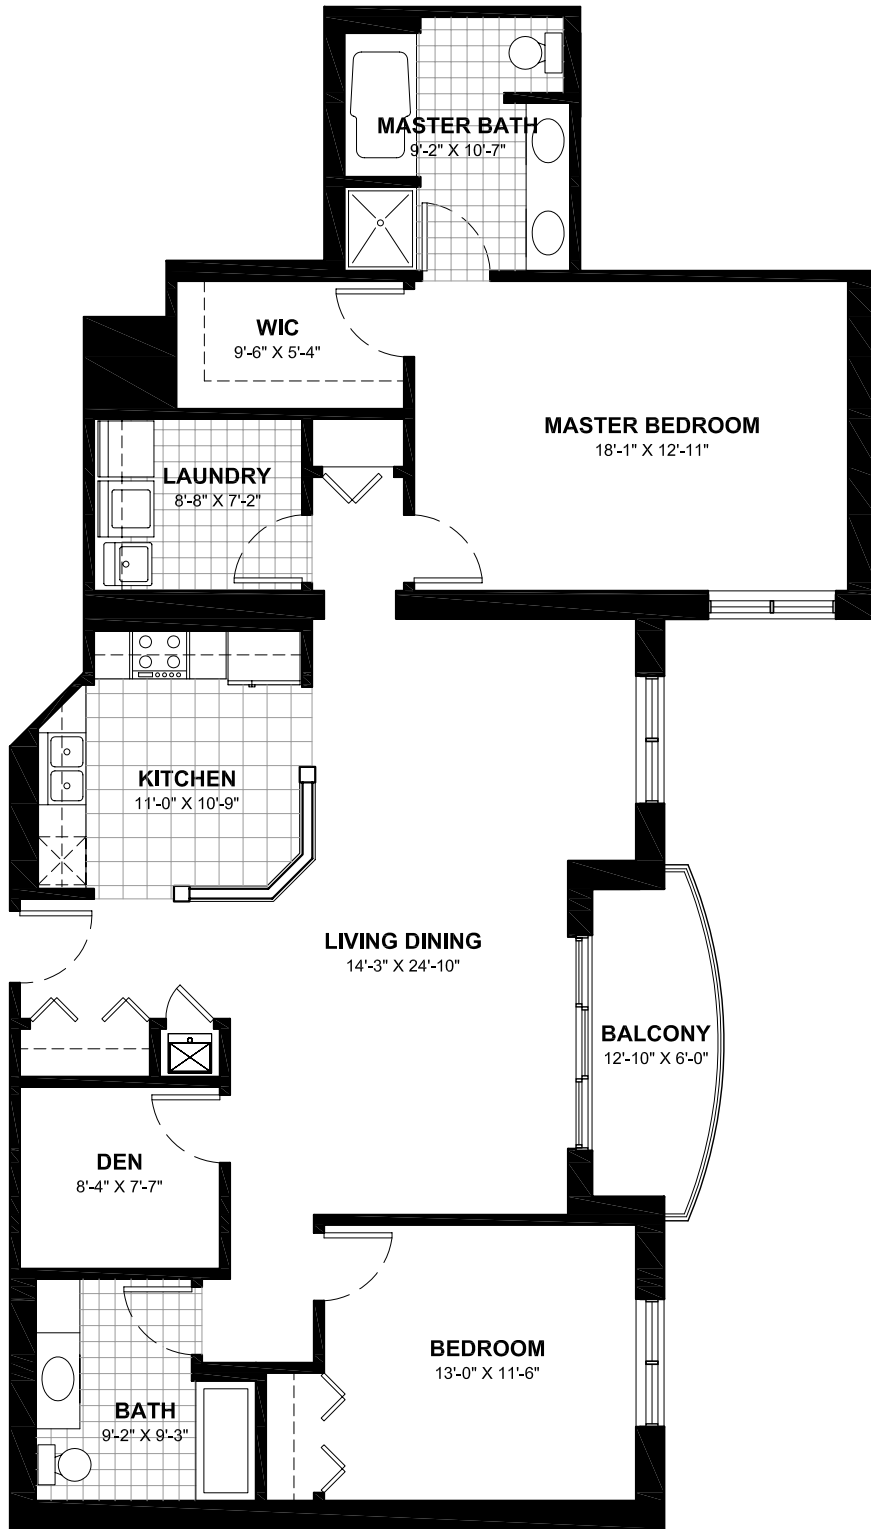 MASTER BATH
9'-2" X 10'-7"
WIC
9'-6" X 5'-4"
MASTER BEDROOM
18'-1" X 12'-11"
LAUNDRY
8'-8" X 7'-2"
KITCHEN
11'-0" X 10'-9"
LIVING DINING
14'-3" X 24'-10"
BALCONY
12'-10" X 6'-0"
DEN
8'-4" X 7'-7"
BEDROOM
13'-0" X 11'-6"
BATH
9'-2" X 9'-3"